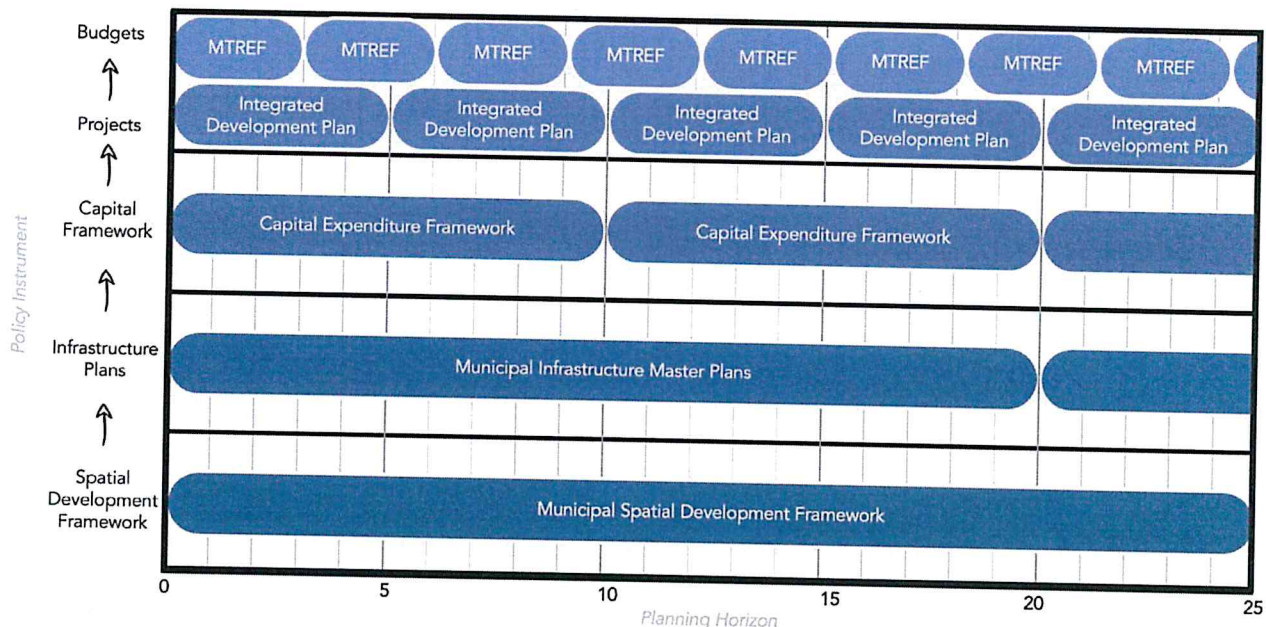 Budgets
MTREF
MTREF
MTREF
MTREF
MTREF
MTREF
MTREF
MTREF
Projects
Integrated
Development Plan
Integrated
Development Plan
Integrated
Development Plan
Integrated
Development Plan
Integrated
Development Plan
Policy Instrument
Capital
Framework
Capital Expenditure Framework
Capital Expenditure Framework
Infrastructure
Plans
Municipal Infrastructure Master Plans
Spatial
Development
Framework
Municipal Spatial Development Framework
0
5
10
15
20
25
Planning Horizon